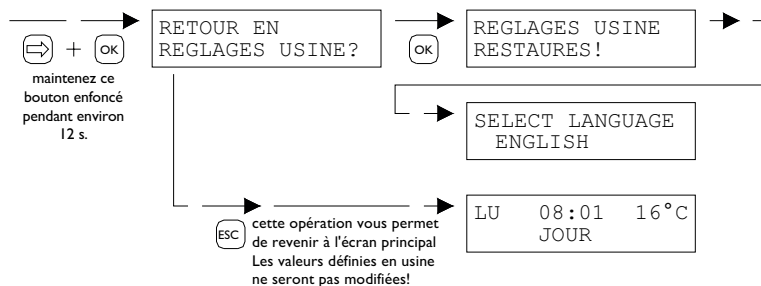 + OK
maintenez ce
bouton enfoncé
pendant environ
12 s.
RETOUR EN
REGLAGES USINE?
OK
REGLAGES USINE
RESTAURES!
SELECT LANGUAGE
ENGLISH
ESC
cette opération vous permet
de revenir à l'écran principal
Les valeurs définies en usine
ne seront pas modifiées!
LU 08:01 16°C
JOUR